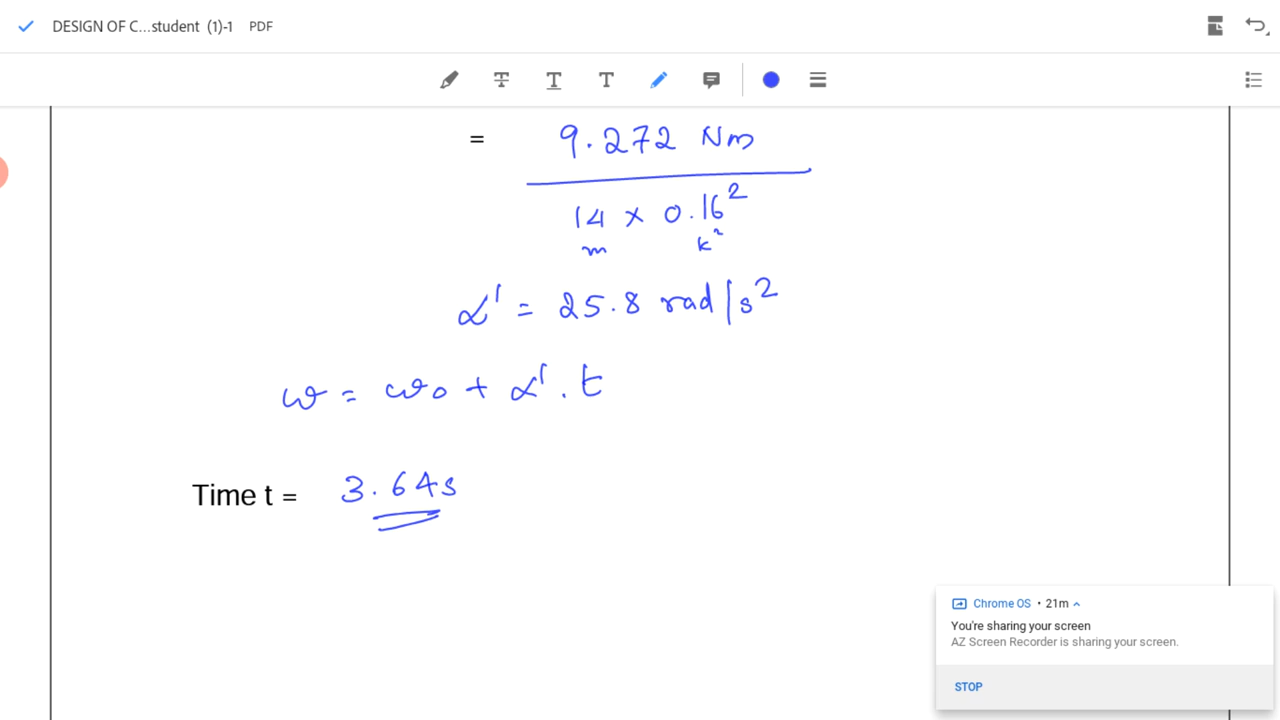 DESIGN OF C...student (1)-1 PDF
= 9.272 Nm
14 x 0.16²
m k²
α' = 25.8 rad/s²
ω = ω₀ + α'. t
Time t = 3.64s
Chrome OS • 21m
You're sharing your screen
AZ Screen Recorder is sharing your screen.
STOP